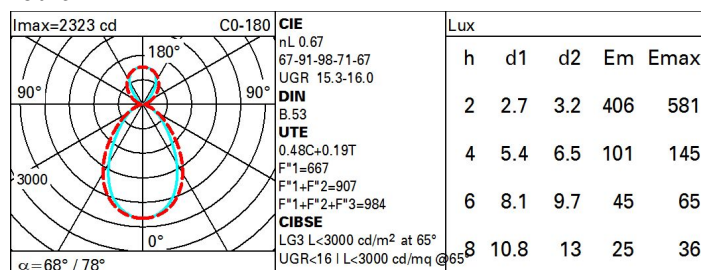 Imax=2323 cd C0-180
180°
90° 90°
3000
0°
α=68° / 78°
CIE
nL 0.67
67-91-98-71-67
UGR 15.3-16.0
DIN
B.53
UTE
0.48C+0.19T
F"1=667
F"1+F"2=907
F"1+F"2+F"3=984
CIBSE
LG3 L<3000 cd/m² at 65°
UGR<16 | L<3000 cd/mq @65°
Lux
h d1 d2 Em Emax
2 2.7 3.2 406 581
4 5.4 6.5 101 145
6 8.1 9.7 45 65
8 10.8 13 25 36